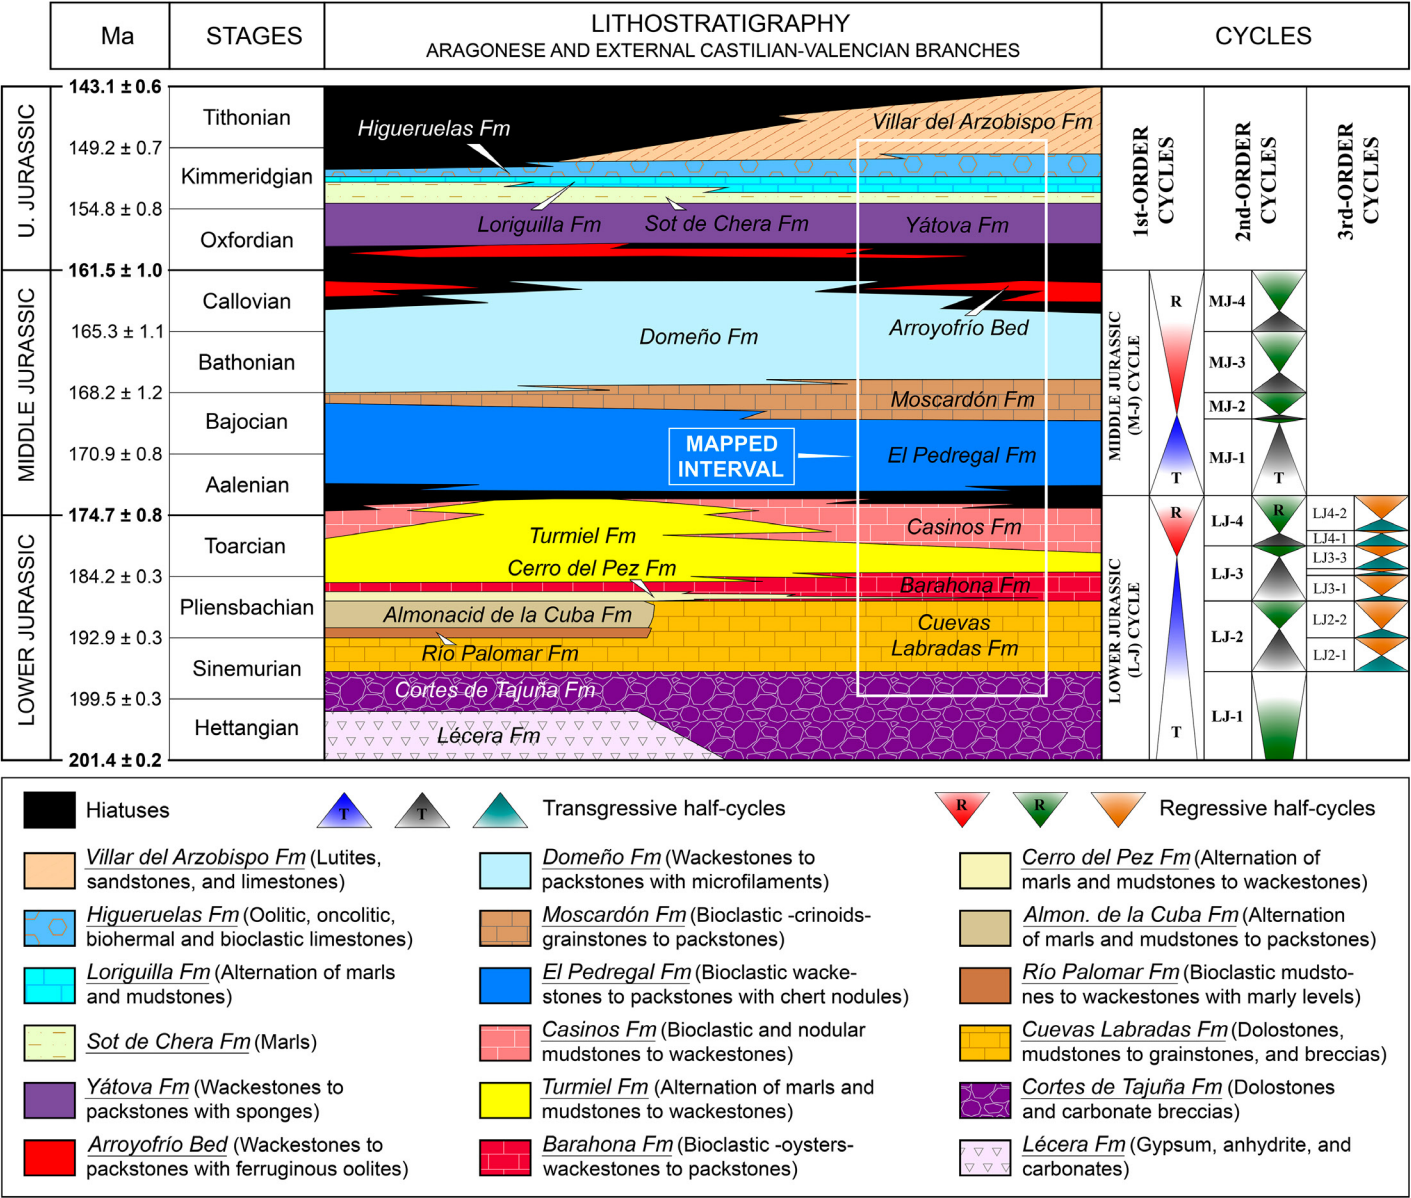 Ma
STAGES
LITHOSTRATIGRAPHY
ARAGONESE AND EXTERNAL CASTILIAN-VALENCIAN BRANCHES
CYCLES
U. JURASSIC
MIDDLE JURASSIC
LOWER JURASSIC
143.1 ± 0.6
149.2 ± 0.7
154.8 ± 0.8
161.5 ± 1.0
165.3 ± 1.1
168.2 ± 1.2
170.9 ± 0.8
174.7 ± 0.8
184.2 ± 0.3
192.9 ± 0.3
199.5 ± 0.3
201.4 ± 0.2
Tithonian
Kimmeridgian
Oxfordian
Callovian
Bathonian
Bajocian
Aalenian
Toarcian
Pliensbachian
Sinemurian
Hettangian
Higueruelas Fm
Villar del Arzobispo Fm
Loriguilla Fm
Sot de Chera Fm
Yátova Fm
Arroyofrío Bed
Domeño Fm
Moscardón Fm
MAPPED
INTERVAL
El Pedregal Fm
Casinos Fm
Turmiel Fm
Cerro del Pez Fm
Barahona Fm
Almonacid de la Cuba Fm
Cuevas
Labradas Fm
Río Palomar Fm
Cortes de Tajuña Fm
Lécera Fm
1st-ORDER
CYCLES
2nd-ORDER
CYCLES
3rd-ORDER
CYCLES
MIDDLE JURASSIC
(M-J) CYCLE
LOWER JURASSIC
(L-J) CYCLE
R
T
R
T
MJ-4
MJ-3
MJ-2
MJ-1
T
LJ-4
R
LJ-3
LJ-2
LJ-1
LJ4-2
LJ4-1
LJ3-3
LJ3-1
LJ2-2
LJ2-1
Hiatuses
T
T
Transgressive half-cycles
R
R
Regressive half-cycles
Villar del Arzobispo Fm (Lutites,
sandstones, and limestones)
Higueruelas Fm (Oolitic, oncolitic,
biohermal and bioclastic limestones)
Loriguilla Fm (Alternation of marls
and mudstones)
Sot de Chera Fm (Marls)
Yátova Fm (Wackestones to
packstones with sponges)
Arroyofrío Bed (Wackestones to
packstones with ferruginous oolites)
Domeño Fm (Wackestones to
packstones with microfilaments)
Moscardón Fm (Bioclastic -crinoids-
grainstones to packstones)
El Pedregal Fm (Bioclastic wacke-
stones to packstones with chert nodules)
Casinos Fm (Bioclastic and nodular
mudstones to wackestones)
Turmiel Fm (Alternation of marls and
mudstones to wackestones)
Barahona Fm (Bioclastic -oysters-
wackestones to packstones)
Cerro del Pez Fm (Alternation of
marls and mudstones to wackestones)
Almon. de la Cuba Fm (Alternation
of marls and mudstones to packstones)
Río Palomar Fm (Bioclastic mudsto-
nes to wackestones with marly levels)
Cuevas Labradas Fm (Dolostones,
mudstones to grainstones, and breccias)
Cortes de Tajuña Fm (Dolostones
and carbonate breccias)
Lécera Fm (Gypsum, anhydrite, and
carbonates)